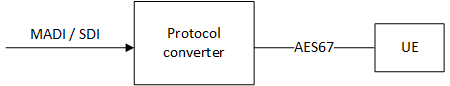 MADI / SDI
Protocol
converter
AES67
UE